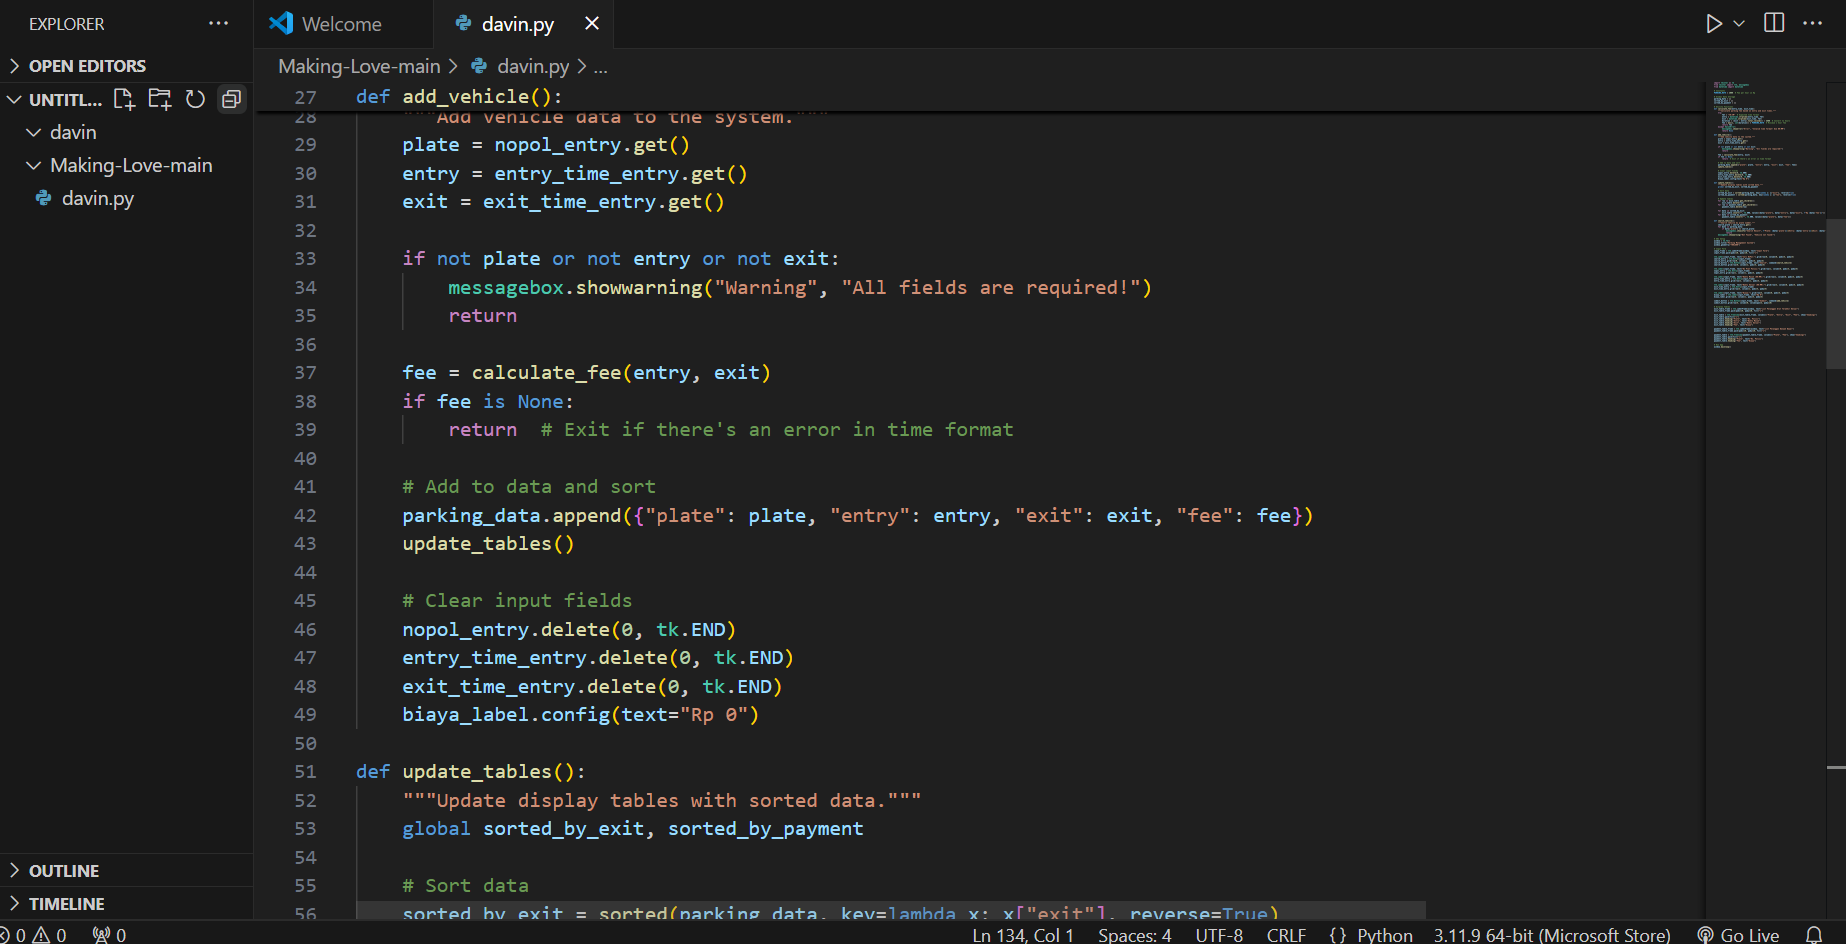 EXPLORER ...
OPEN EDITORS
UNTITL...
davin
Making-Love-main
davin.py
OUTLINE
TIMELINE
Welcome
davin.py
Making-Love-main > davin.py > ...
27 def add_vehicle():
28 """Add vehicle data to the system."""
29 plate = nopol_entry.get()
30 entry = entry_time_entry.get()
31 exit = exit_time_entry.get()
32
33 if not plate or not entry or not exit:
34 messagebox.showwarning("Warning", "All fields are required!")
35 return
36
37 fee = calculate_fee(entry, exit)
38 if fee is None:
39 return  # Exit if there's an error in time format
40
41 # Add to data and sort
42 parking_data.append({"plate": plate, "entry": entry, "exit": exit, "fee": fee})
43 update_tables()
44
45 # Clear input fields
46 nopol_entry.delete(0, tk.END)
47 entry_time_entry.delete(0, tk.END)
48 exit_time_entry.delete(0, tk.END)
49 biaya_label.config(text="Rp 0")
50
51 def update_tables():
52 """Update display tables with sorted data."""
53 global sorted_by_exit, sorted_by_payment
54
55 # Sort data
56 sorted_by_exit = sorted(parking_data, key=lambda x: x["exit"], reverse=True)
0 0 0 Ln 134, Col 1 Spaces: 4 UTF-8 CRLF {} Python 3.11.9 64-bit (Microsoft Store) Go Live